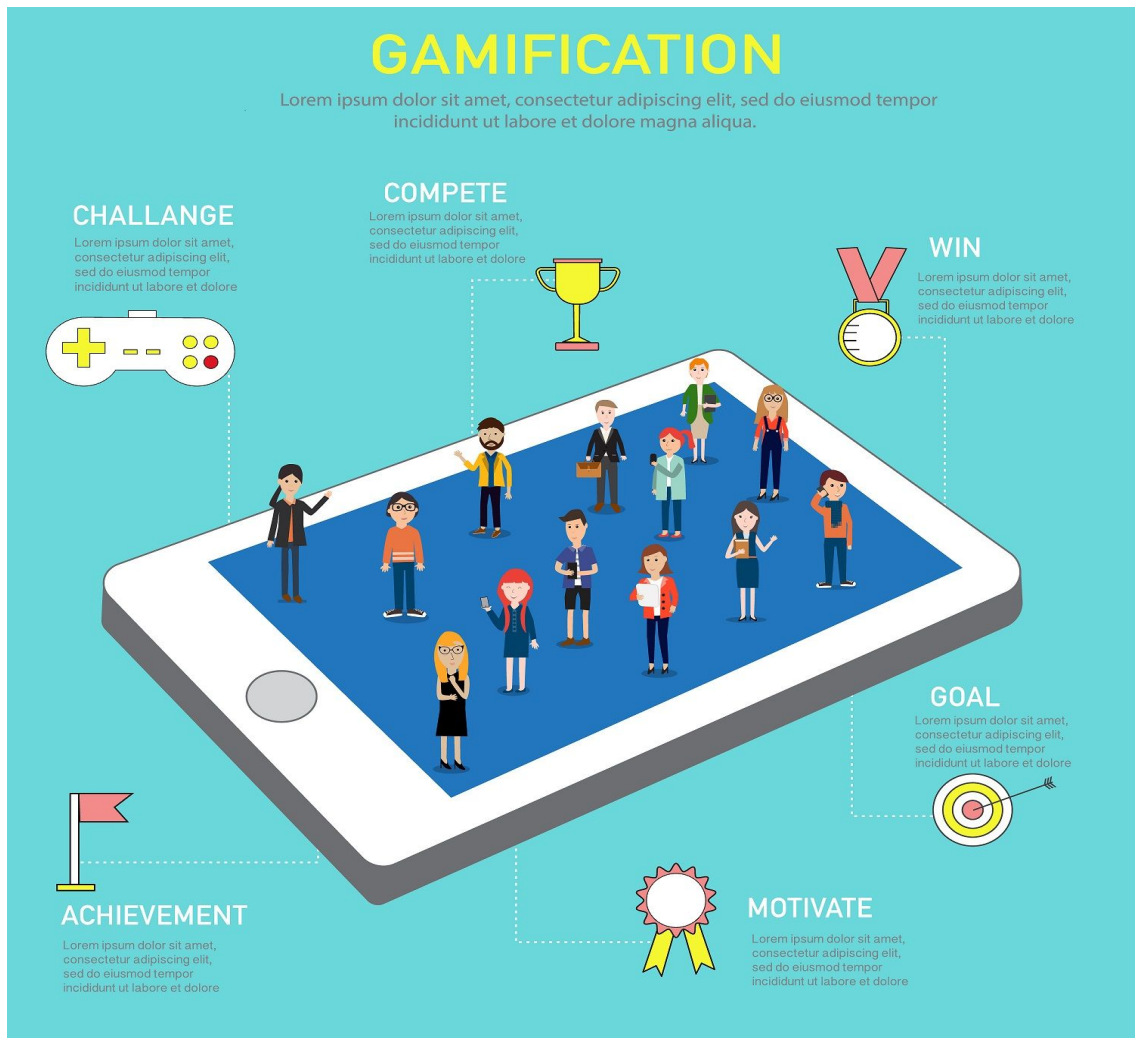 GAMIFICATION
Lorem ipsum dolor sit amet, consectetur adipiscing elit, sed do eiusmod tempor
incididunt ut labore et dolore magna aliqua.
CHALLANGE
Lorem ipsum dolor sit amet,
consectetur adipiscing elit,
sed do eiusmod tempor
incididunt ut labore et dolore
COMPETE
Lorem ipsum dolor sit amet,
consectetur adipiscing elit,
sed do eiusmod tempor
incididunt ut labore et dolore
WIN
Lorem ipsum dolor sit amet,
consectetur adipiscing elit,
sed do eiusmod tempor
incididunt ut labore et dolore
GOAL
Lorem ipsum dolor sit amet,
consectetur adipiscing elit,
sed do eiusmod tempor
incididunt ut labore et dolore
ACHIEVEMENT
Lorem ipsum dolor sit amet,
consectetur adipiscing elit,
sed do eiusmod tempor
incididunt ut labore et dolore
MOTIVATE
Lorem ipsum dolor sit amet,
consectetur adipiscing elit,
sed do eiusmod tempor
incididunt ut labore et dolore